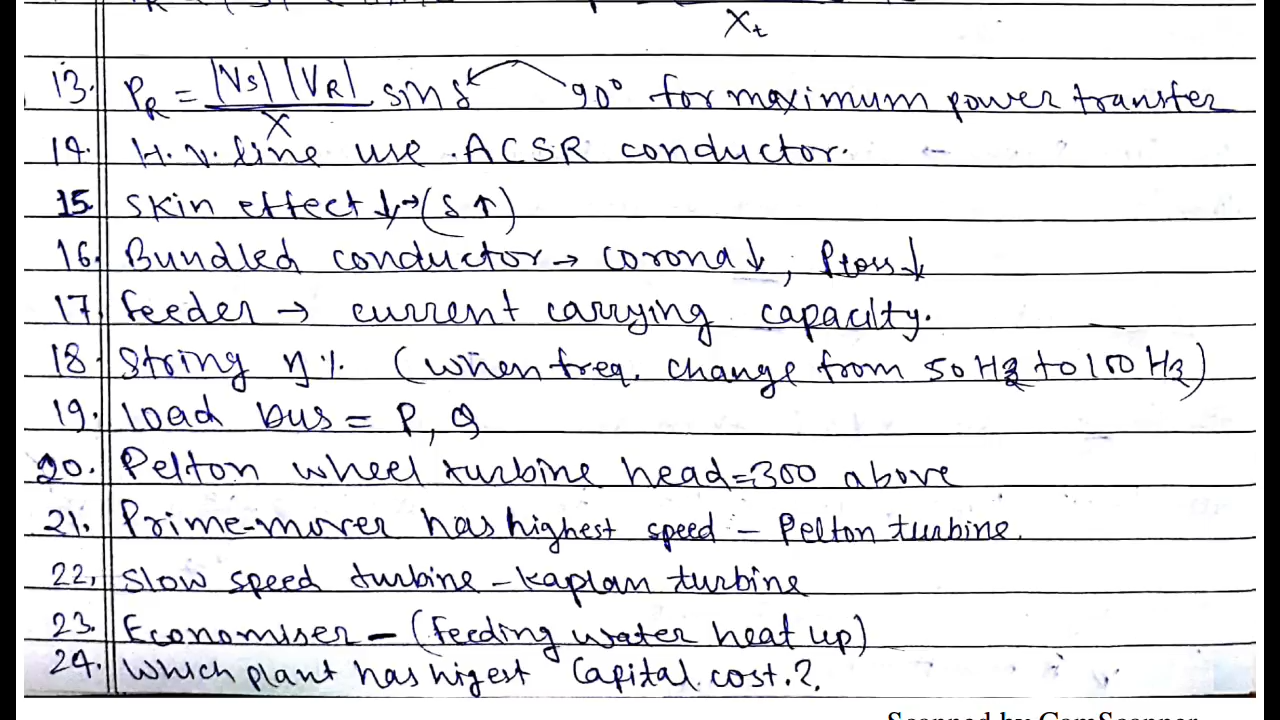 Xt
13. PR = |Vs| |VR| / X sin δ 90° for maximum power transfer
14. H.V. line use .ACSR conductor.
15. Skin effect ↓→(δ ↑)
16. Bundled conductor → corona↓, Ploss↓
17. feeder → current carrying capacity.
18. String η%. (when freq. change from 50 Hz to 100 Hz)
19. load bus = P, Q
20. Pelton wheel turbine head=300 above
21. Prime-mover has highest speed – Pelton turbine.
22. Slow speed turbine – kaplan turbine
23. Economiser – (feeding water heat up)
24. Which plant has higest Capital cost.?.
Scanned by CamScanner